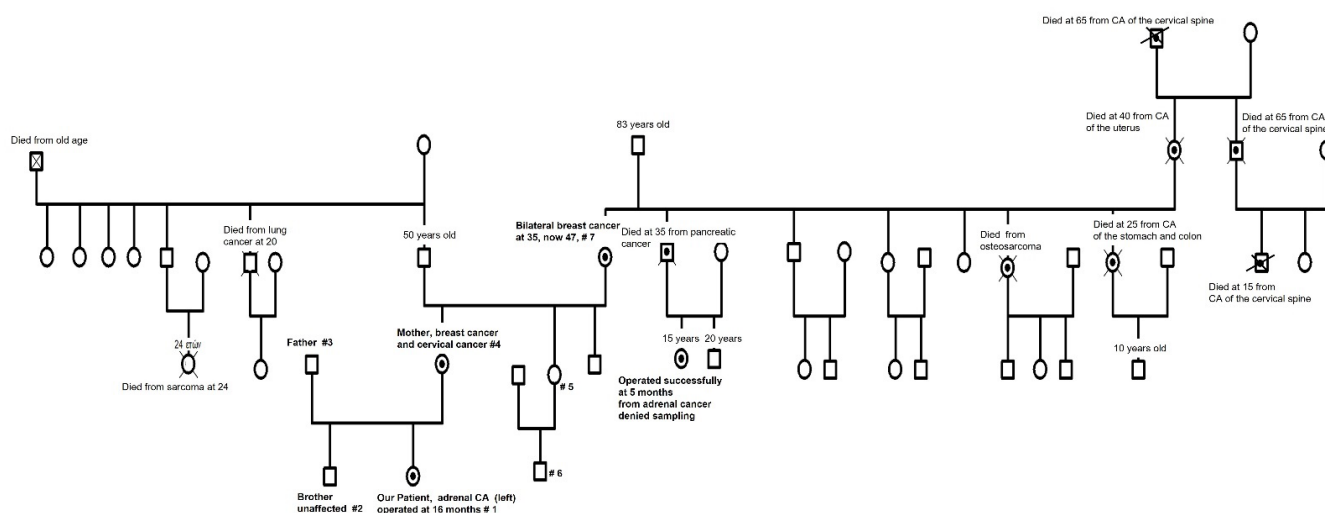 Died at 65 from CA of the cervical spine
Died at 40 from CA
of the uterus
Died at 65 from CA
of the cervical spine
83 years old
Died from old age
Died from lung
cancer at 20
50 years old
Bilateral breast cancer
at 35, now 47, # 7
Died at 35 from pancreatic
cancer
Died from
osteosarcoma
Died at 25 from CA
of the stomach and colon
Died at 15 from
CA of the cervical spine
24 ετών
Died from sarcoma at 24
Father #3
Mother, breast cancer
and cervical cancer #4
# 5
15 years
20 years
Operated successfully
at 5 months
from adrenal cancer
denied sampling
10 years old
# 6
Brother
unaffected #2
Our Patient, adrenal CA (left)
operated at 16 months # 1